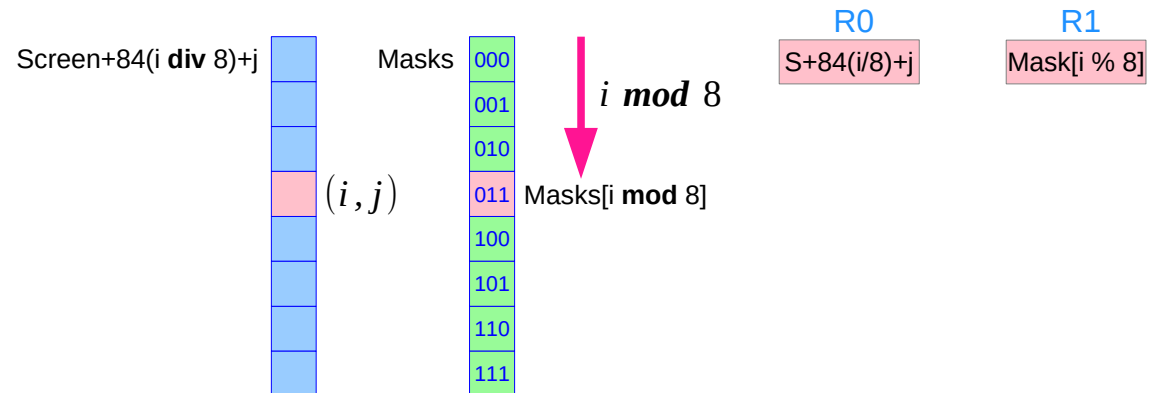 R0 R1
Screen+84(i div 8)+j Masks 000 S+84(i/8)+j Mask[i % 8]
i mod 8
001
010
(i, j) 011 Masks[i mod 8]
100
101
110
111